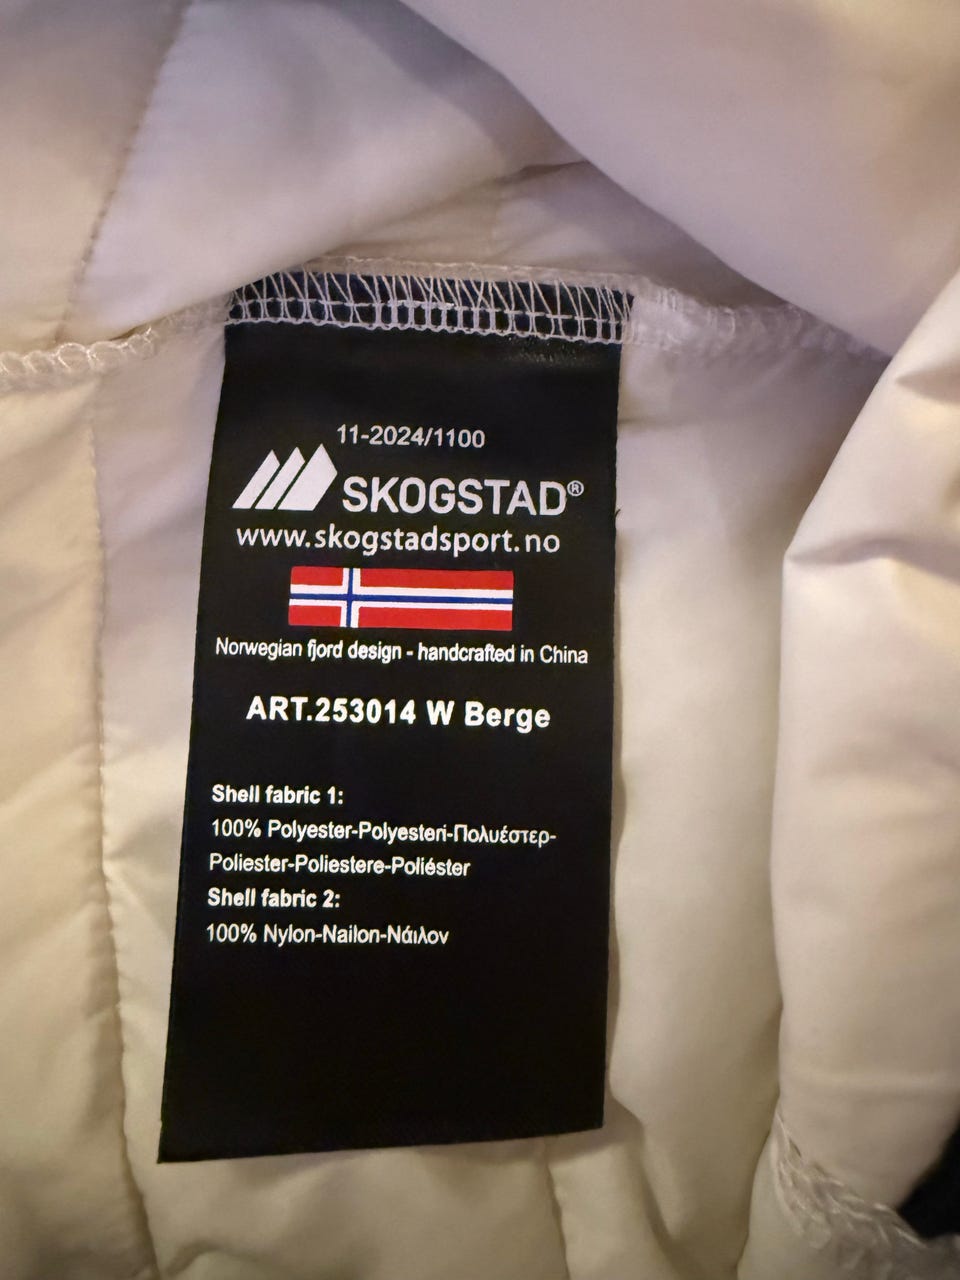 11-2024/1100
SKOGSTAD®
www.skogstadsport.no
Norwegian fjord design - handcrafted in China
ART.253014 W Berge
Shell fabric 1:
100% Polyester-Polyesteri-Πολυέστερ-
Poliester-Poliestere-Poliéster
Shell fabric 2:
100% Nylon-Nailon-Νάιλον